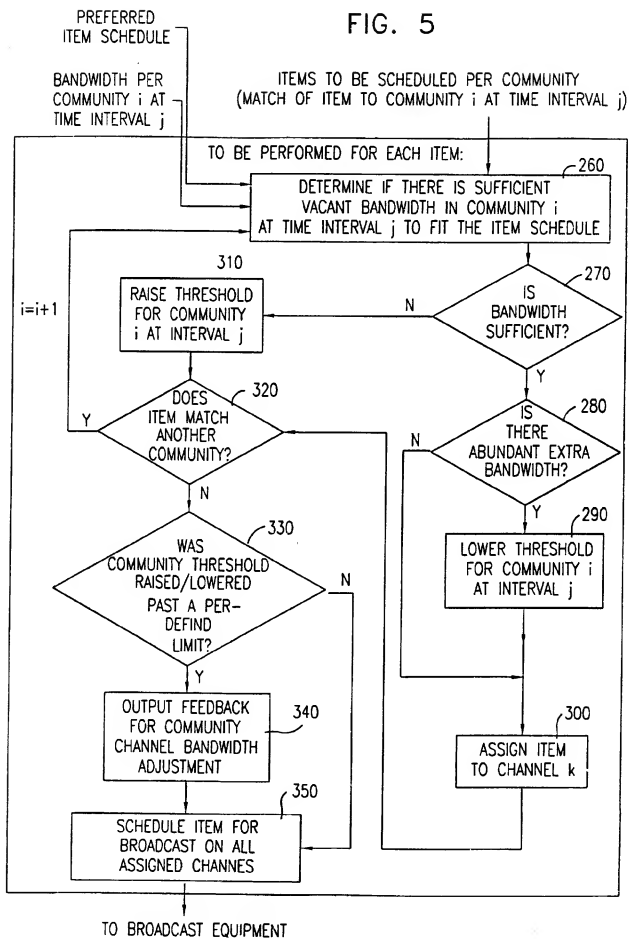 FIG. 5
PREFERRED
ITEM SCHEDULE
BANDWIDTH PER
COMMUNITY i AT
TIME INTERVAL j
ITEMS TO BE SCHEDULED PER COMMUNITY
(MATCH OF ITEM TO COMMUNITY i AT TIME INTERVAL j)
TO BE PERFORMED FOR EACH ITEM:
260
DETERMINE IF THERE IS SUFFICIENT
VACANT BANDWIDTH IN COMMUNITY i
AT TIME INTERVAL j TO FIT THE ITEM SCHEDULE
270
IS
BANDWIDTH
SUFFICIENT?
N
Y
310
RAISE THRESHOLD
FOR COMMUNITY
i AT INTERVAL j
i=i+1
320
DOES
ITEM MATCH
ANOTHER
COMMUNITY?
Y
N
280
IS
THERE
ABUNDANT EXTRA
BANDWIDTH?
N
Y
290
LOWER THRESHOLD
FOR COMMUNITY i
AT INTERVAL j
330
WAS
COMMUNITY THRESHOLD
RAISED/LOWERED
PAST A PER-
DEFIND
LIMIT?
N
Y
300
ASSIGN ITEM
TO CHANNEL k
340
OUTPUT FEEDBACK
FOR COMMUNITY
CHANNEL BANDWIDTH
ADJUSTMENT
350
SCHEDULE ITEM FOR
BROADCAST ON ALL
ASSIGNED CHANNES
TO BROADCAST EQUIPMENT